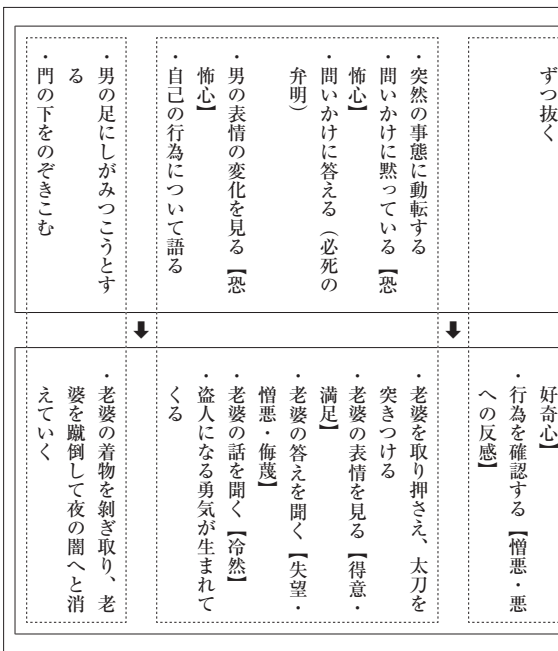 ずつ抜く
・突然の事態に動転する
・問いかけに黙っている【恐
怖心】
・問いかけに答える（必死の
弁明）
・男の表情の変化を見る【恐
怖心】
・自己の行為について語る
・男の足にしがみつこうとす
る
・門の下をのぞきこむ
好奇心】
・行為を確認する【憎悪・悪
への反感】
・老婆を取り押さえ、太刀を
突きつける
・老婆の表情を見る【得意・
満足】
・老婆の答えを聞く【失望・
憎悪・侮蔑】
・老婆の話を聞く【冷然】
・盗人になる勇気が生まれて
くる
・老婆の着物を剝ぎ取り、老
婆を蹴倒して夜の闇へと消
えていく